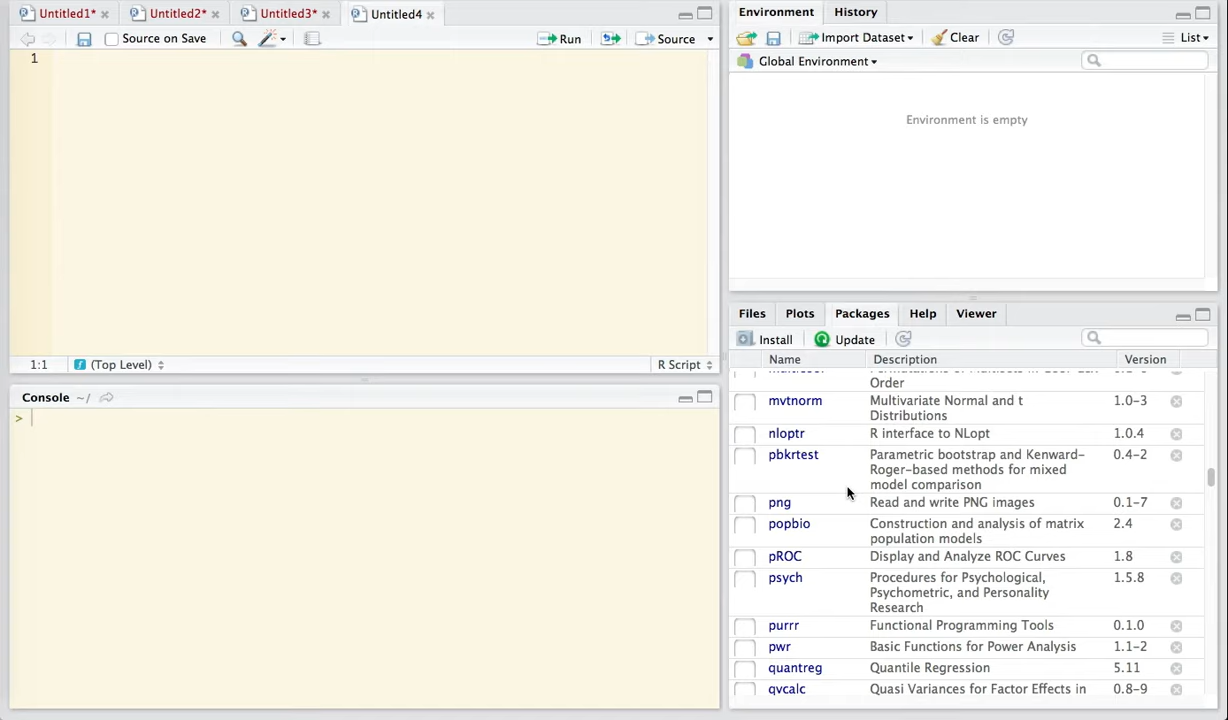 Untitled1* Untitled2* Untitled3* Untitled4
Source on Save Run Source
1
1:1 (Top Level) R Script
Console ~/
>
Environment History
Import Dataset Clear List
Global Environment
Environment is empty
Files Plots Packages Help Viewer
Install Update
Name Description Version
Order
mvtnorm Multivariate Normal and t 1.0-3
Distributions
nloptr R interface to NLopt 1.0.4
pbkrtest Parametric bootstrap and Kenward- 0.4-2
Roger-based methods for mixed
model comparison
png Read and write PNG images 0.1-7
popbio Construction and analysis of matrix 2.4
population models
pROC Display and Analyze ROC Curves 1.8
psych Procedures for Psychological, 1.5.8
Psychometric, and Personality
Research
purrr Functional Programming Tools 0.1.0
pwr Basic Functions for Power Analysis 1.1-2
quantreg Quantile Regression 5.11
qvcalc Quasi Variances for Factor Effects in 0.8-9